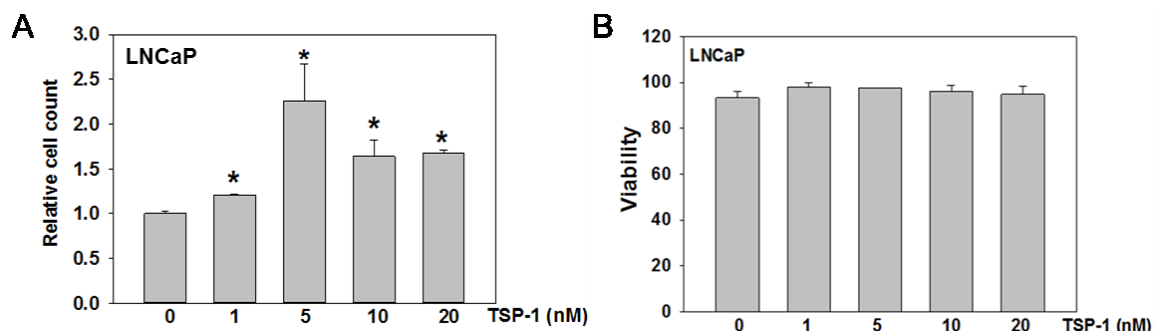 A
LNCaP
Relative cell count
3.0
2.5
2.0
1.5
1.0
0.5
0.0
*
*
*
*
0 1 5 10 20 TSP-1 (nM)
B
LNCaP
Viability
120
100
80
60
40
20
0
0 1 5 10 20 TSP-1 (nM)